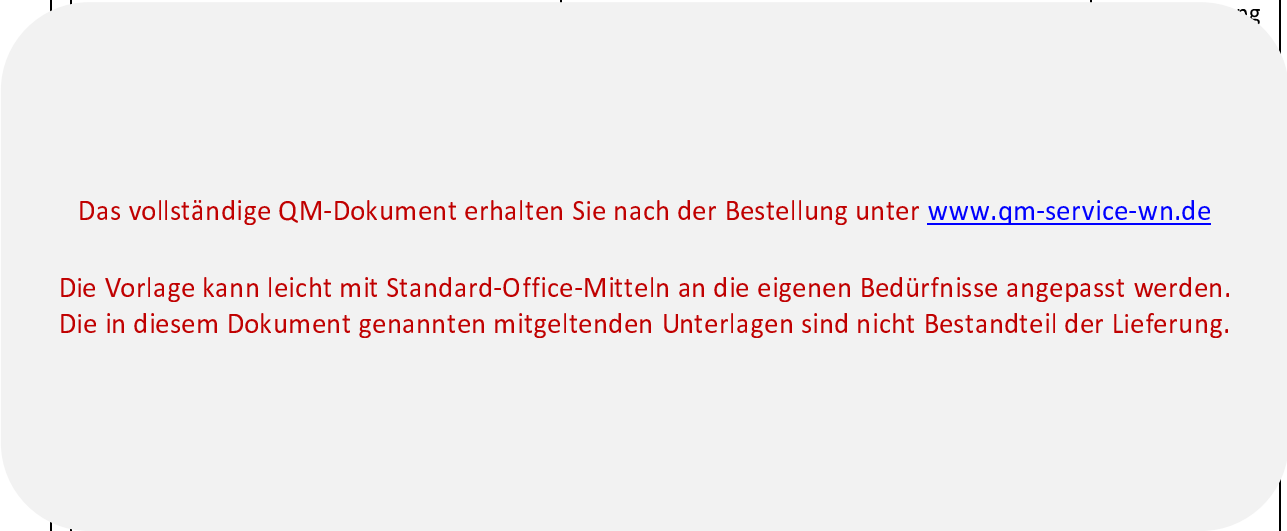 Das vollständige QM-Dokument erhalten Sie nach der Bestellung unter www.qm-service-wn.de
Die Vorlage kann leicht mit Standard-Office-Mitteln an die eigenen Bedürfnisse angepasst werden.
Die in diesem Dokument genannten mitgeltenden Unterlagen sind nicht Bestandteil der Lieferung.